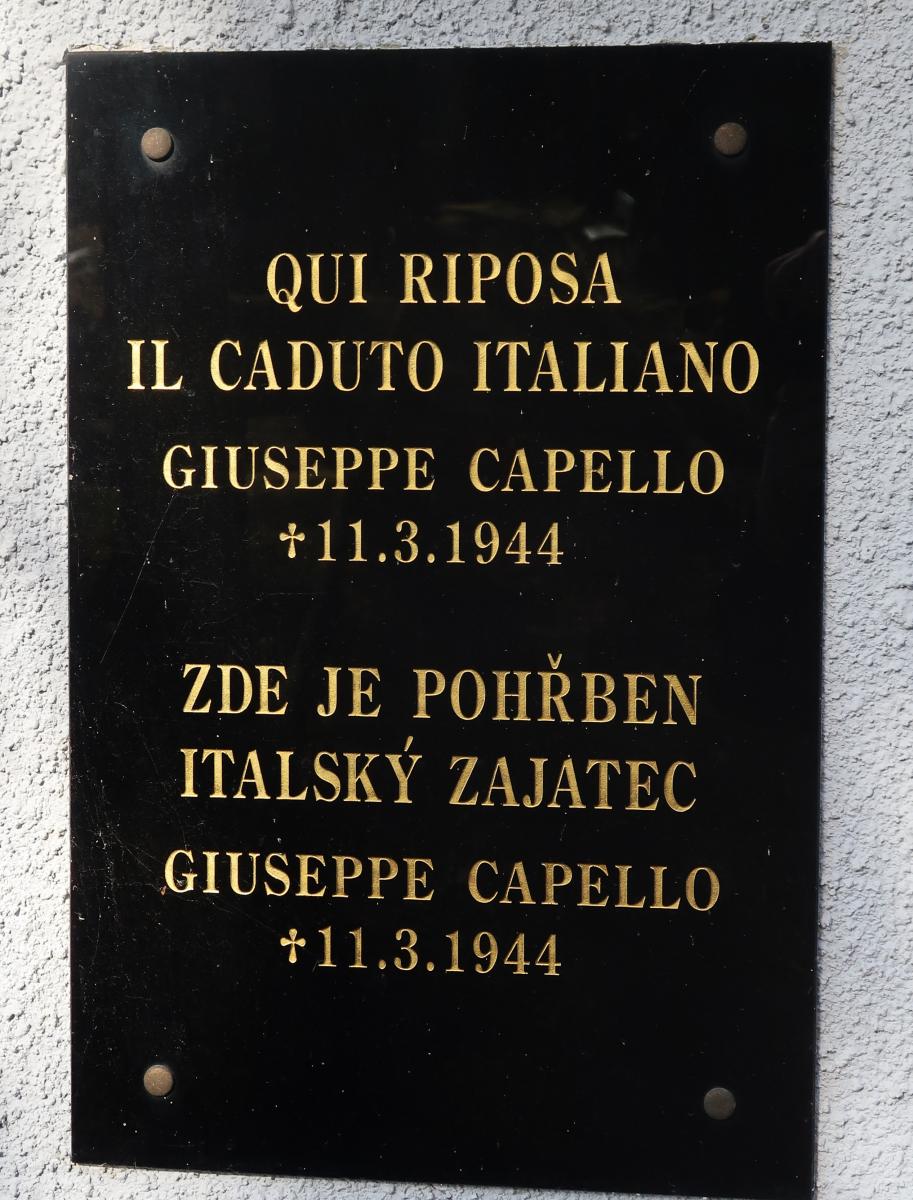 QUI RIPOSA
IL CADUTO ITALIANO
GIUSEPPE CAPELLO
✝11.3.1944
ZDE JE POHŘBEN
ITALSKÝ ZAJATEC
GIUSEPPE CAPELLO
✝11.3.1944